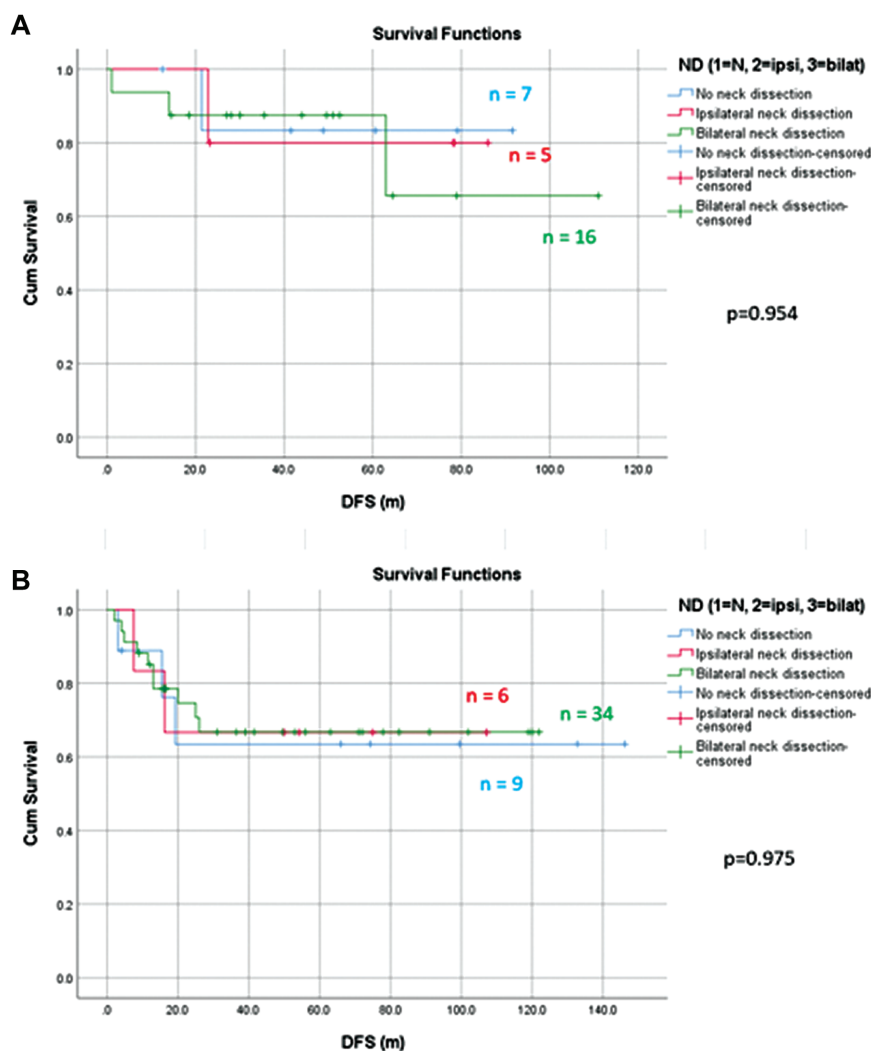 A
Survival Functions
ND (1=N, 2=ipsi, 3=bilat)
No neck dissection
Ipsilateral neck dissection
Bilateral neck dissection
No neck dissection-censored
Ipsilateral neck dissection-
censored
Bilateral neck dissection-
censored
n = 7
n = 5
n = 16
p=0.954
Cum Survival
1.0
0.8
0.6
0.4
0.2
0.0
.0 20.0 40.0 60.0 80.0 100.0 120.0
DFS (m)
B
Survival Functions
ND (1=N, 2=ipsi, 3=bilat)
No neck dissection
Ipsilateral neck dissection
Bilateral neck dissection
No neck dissection-censored
Ipsilateral neck dissection-
censored
Bilateral neck dissection-
censored
n = 6
n = 34
n = 9
p=0.975
Cum Survival
1.0
0.8
0.6
0.4
0.2
0.0
.0 20.0 40.0 60.0 80.0 100.0 120.0 140.0
DFS (m)